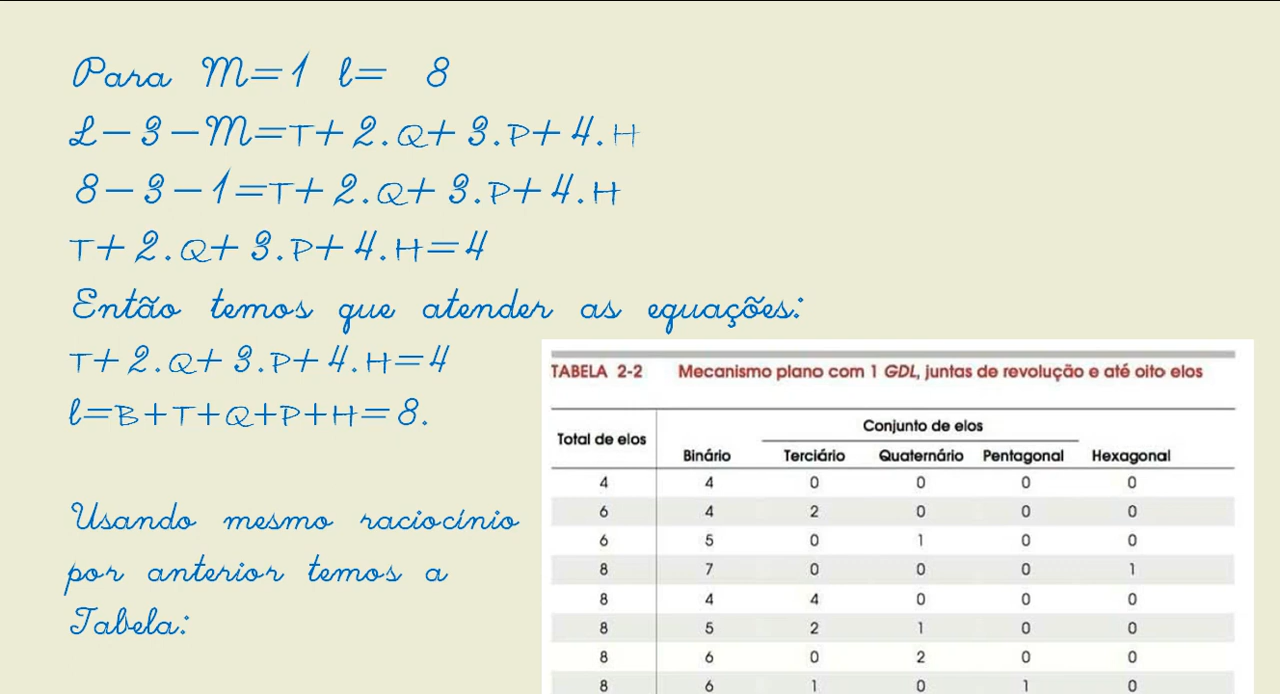 Para M=1 l= 8
L-3-M=T+2.Q+3.P+4.H
8-3-1=T+2.Q+3.P+4.H
T+2.Q+3.P+4.H=4
Então temos que atender as equações:
T+2.Q+3.P+4.H=4
l=B+T+Q+P+H=8.
Usando mesmo raciocínio
por anterior temos a
Tabela:
TABELA 2-2 Mecanismo plano com 1 GDL, juntas de revolução e até oito elos
Total de elos
Conjunto de elos
Binário Terciário Quaternário Pentagonal Hexagonal
4 4 0 0 0 0
6 4 2 0 0 0
6 5 0 1 0 0
8 7 0 0 0 1
8 4 4 0 0 0
8 5 2 1 0 0
8 6 0 2 0 0
8 6 1 0 1 0